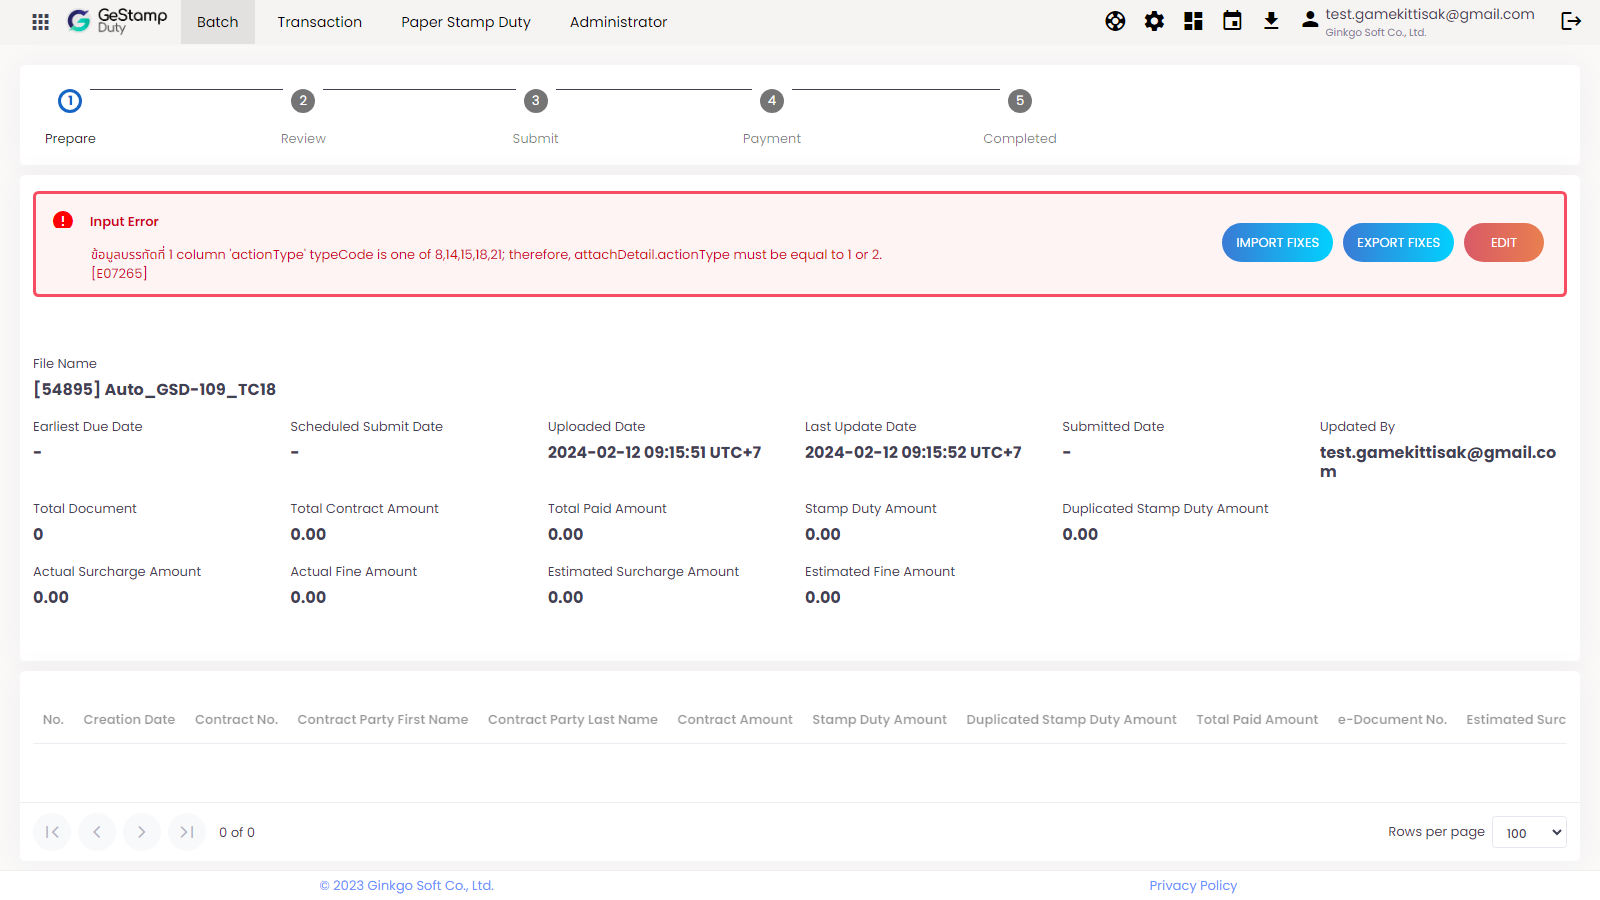 GeStamp
Duty
Batch
Transaction
Paper Stamp Duty
Administrator
test.gamekittisak@gmail.com
Ginkgo Soft Co., Ltd.
1
2
3
4
5
Prepare
Review
Submit
Payment
Completed
Input Error
ข้อมูลบรรทัดที่ 1 column 'actionType' typeCode is one of 8,14,15,18,21; therefore, attachDetail.actionType must be equal to 1 or 2.
[E07265]
IMPORT FIXES
EXPORT FIXES
EDIT
File Name
[54895] Auto_GSD-109_TC18
Earliest Due Date
Scheduled Submit Date
Uploaded Date
Last Update Date
Submitted Date
Updated By
-
-
2024-02-12 09:15:51 UTC+7
2024-02-12 09:15:52 UTC+7
-
test.gamekittisak@gmail.co
m
Total Document
Total Contract Amount
Total Paid Amount
Stamp Duty Amount
Duplicated Stamp Duty Amount
0
0.00
0.00
0.00
0.00
Actual Surcharge Amount
Actual Fine Amount
Estimated Surcharge Amount
Estimated Fine Amount
0.00
0.00
0.00
0.00
No.
Creation Date
Contract No.
Contract Party First Name
Contract Party Last Name
Contract Amount
Stamp Duty Amount
Duplicated Stamp Duty Amount
Total Paid Amount
e-Document No.
Estimated Surc
0 of 0
Rows per page
100
© 2023 Ginkgo Soft Co., Ltd.
Privacy Policy